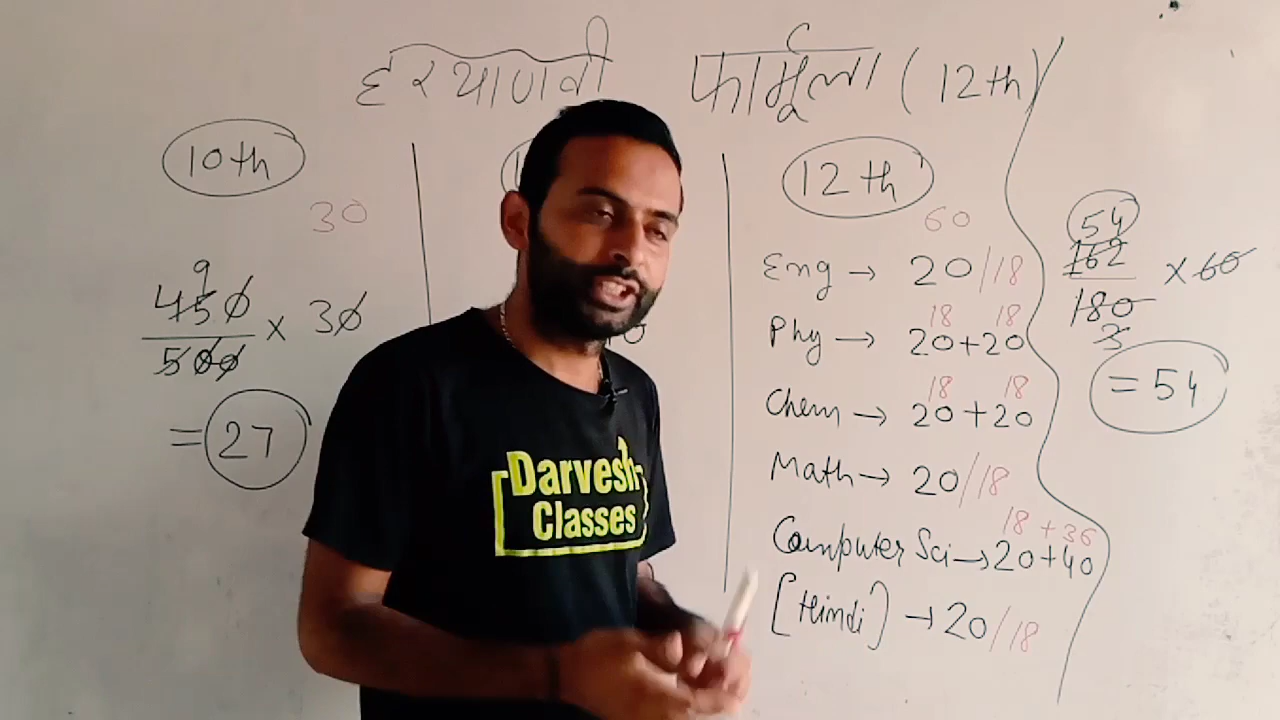 हरयाणवी फार्मूला (12th)
10th
30
9
450/500 × 30
= 27
12th
60
Eng → 20/18
18 18
Phy → 20+20
18 18
Chem → 20+20
Math → 20/18
18 + 36
Computer Sci → 20+40
[Hindi] → 20/18
54
162/180 × 60
3
= 54
Darvesh
Classes